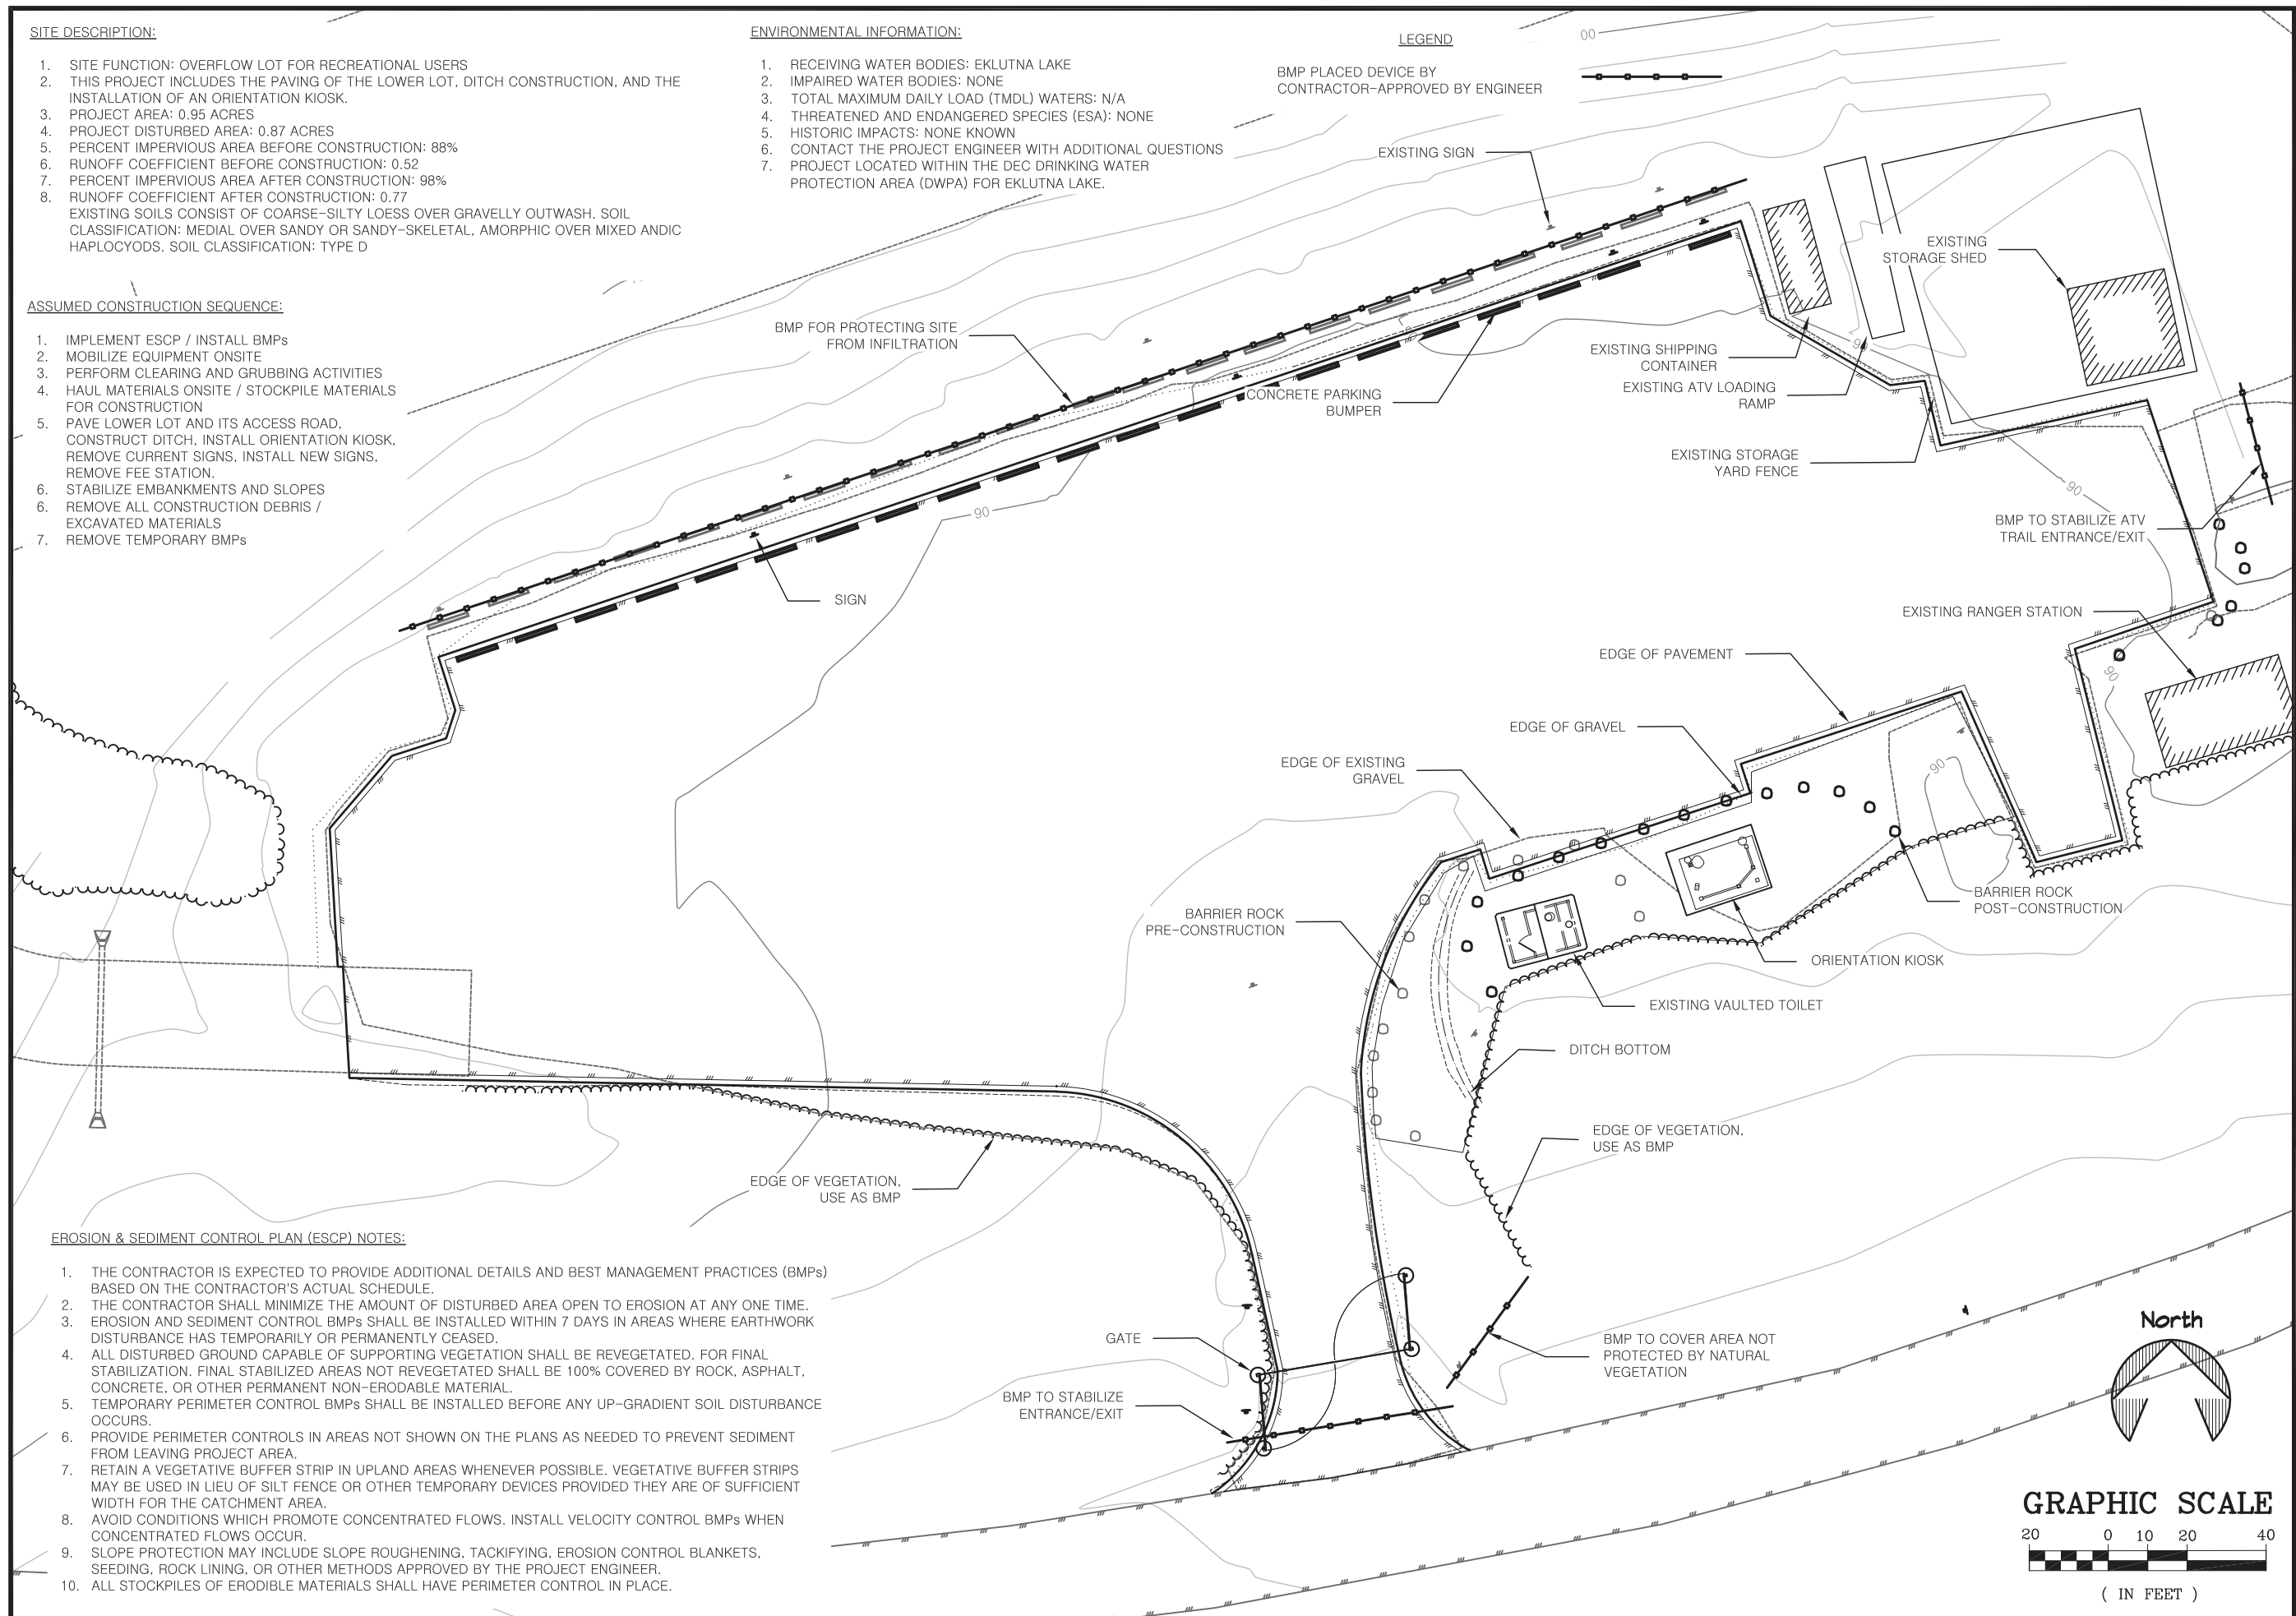 SITE DESCRIPTION:
1. SITE FUNCTION: OVERFLOW LOT FOR RECREATIONAL USERS
2. THIS PROJECT INCLUDES THE PAVING OF THE LOWER LOT, DITCH CONSTRUCTION, AND THE
INSTALLATION OF AN ORIENTATION KIOSK.
3. PROJECT AREA: 0.95 ACRES
4. PROJECT DISTURBED AREA: 0.87 ACRES
5. PERCENT IMPERVIOUS AREA BEFORE CONSTRUCTION: 88%
6. RUNOFF COEFFICIENT BEFORE CONSTRUCTION: 0.52
7. PERCENT IMPERVIOUS AREA AFTER CONSTRUCTION: 98%
8. RUNOFF COEFFICIENT AFTER CONSTRUCTION: 0.77
EXISTING SOILS CONSIST OF COARSE-SILTY LOESS OVER GRAVELLY OUTWASH. SOIL
CLASSIFICATION: MEDIAL OVER SANDY OR SANDY-SKELETAL, AMORPHIC OVER MIXED ANDIC
HAPLOCYODS. SOIL CLASSIFICATION: TYPE D
ENVIRONMENTAL INFORMATION:
1. RECEIVING WATER BODIES: EKLUTNA LAKE
2. IMPAIRED WATER BODIES: NONE
3. TOTAL MAXIMUM DAILY LOAD (TMDL) WATERS: N/A
4. THREATENED AND ENDANGERED SPECIES (ESA): NONE
5. HISTORIC IMPACTS: NONE KNOWN
6. CONTACT THE PROJECT ENGINEER WITH ADDITIONAL QUESTIONS
7. PROJECT LOCATED WITHIN THE DEC DRINKING WATER
PROTECTION AREA (DWPA) FOR EKLUTNA LAKE.
LEGEND
BMP PLACED DEVICE BY
CONTRACTOR-APPROVED BY ENGINEER
00
ASSUMED CONSTRUCTION SEQUENCE:
1. IMPLEMENT ESCP / INSTALL BMPs
2. MOBILIZE EQUIPMENT ONSITE
3. PERFORM CLEARING AND GRUBBING ACTIVITIES
4. HAUL MATERIALS ONSITE / STOCKPILE MATERIALS
FOR CONSTRUCTION
5. PAVE LOWER LOT AND ITS ACCESS ROAD,
CONSTRUCT DITCH, INSTALL ORIENTATION KIOSK,
REMOVE CURRENT SIGNS, INSTALL NEW SIGNS,
REMOVE FEE STATION.
6. STABILIZE EMBANKMENTS AND SLOPES
6. REMOVE ALL CONSTRUCTION DEBRIS /
EXCAVATED MATERIALS
7. REMOVE TEMPORARY BMPs
EXISTING SIGN
EXISTING
STORAGE SHED
BMP FOR PROTECTING SITE
FROM INFILTRATION
EXISTING SHIPPING
CONTAINER
90
CONCRETE PARKING
BUMPER
EXISTING ATV LOADING
RAMP
EXISTING STORAGE
YARD FENCE
90
90
BMP TO STABILIZE ATV
TRAIL ENTRANCE/EXIT
SIGN
EXISTING RANGER STATION
EDGE OF PAVEMENT
90
EDGE OF GRAVEL
EDGE OF EXISTING
GRAVEL
90
BARRIER ROCK
POST-CONSTRUCTION
BARRIER ROCK
PRE-CONSTRUCTION
ORIENTATION KIOSK
EXISTING VAULTED TOILET
DITCH BOTTOM
EDGE OF VEGETATION,
USE AS BMP
EDGE OF VEGETATION,
USE AS BMP
EROSION & SEDIMENT CONTROL PLAN (ESCP) NOTES:
1. THE CONTRACTOR IS EXPECTED TO PROVIDE ADDITIONAL DETAILS AND BEST MANAGEMENT PRACTICES (BMPs)
BASED ON THE CONTRACTOR'S ACTUAL SCHEDULE.
2. THE CONTRACTOR SHALL MINIMIZE THE AMOUNT OF DISTURBED AREA OPEN TO EROSION AT ANY ONE TIME.
3. EROSION AND SEDIMENT CONTROL BMPs SHALL BE INSTALLED WITHIN 7 DAYS IN AREAS WHERE EARTHWORK
DISTURBANCE HAS TEMPORARILY OR PERMANENTLY CEASED.
4. ALL DISTURBED GROUND CAPABLE OF SUPPORTING VEGETATION SHALL BE REVEGETATED. FOR FINAL
STABILIZATION. FINAL STABILIZED AREAS NOT REVEGETATED SHALL BE 100% COVERED BY ROCK, ASPHALT,
CONCRETE, OR OTHER PERMANENT NON-ERODABLE MATERIAL.
5. TEMPORARY PERIMETER CONTROL BMPs SHALL BE INSTALLED BEFORE ANY UP-GRADIENT SOIL DISTURBANCE
OCCURS.
6. PROVIDE PERIMETER CONTROLS IN AREAS NOT SHOWN ON THE PLANS AS NEEDED TO PREVENT SEDIMENT
FROM LEAVING PROJECT AREA.
7. RETAIN A VEGETATIVE BUFFER STRIP IN UPLAND AREAS WHENEVER POSSIBLE. VEGETATIVE BUFFER STRIPS
MAY BE USED IN LIEU OF SILT FENCE OR OTHER TEMPORARY DEVICES PROVIDED THEY ARE OF SUFFICIENT
WIDTH FOR THE CATCHMENT AREA.
8. AVOID CONDITIONS WHICH PROMOTE CONCENTRATED FLOWS. INSTALL VELOCITY CONTROL BMPs WHEN
CONCENTRATED FLOWS OCCUR.
9. SLOPE PROTECTION MAY INCLUDE SLOPE ROUGHENING, TACKIFYING, EROSION CONTROL BLANKETS,
SEEDING, ROCK LINING, OR OTHER METHODS APPROVED BY THE PROJECT ENGINEER.
10. ALL STOCKPILES OF ERODIBLE MATERIALS SHALL HAVE PERIMETER CONTROL IN PLACE.
GATE
BMP TO STABILIZE
ENTRANCE/EXIT
BMP TO COVER AREA NOT
PROTECTED BY NATURAL
VEGETATION
North
GRAPHIC SCALE
20 0 10 20 40
( IN FEET )